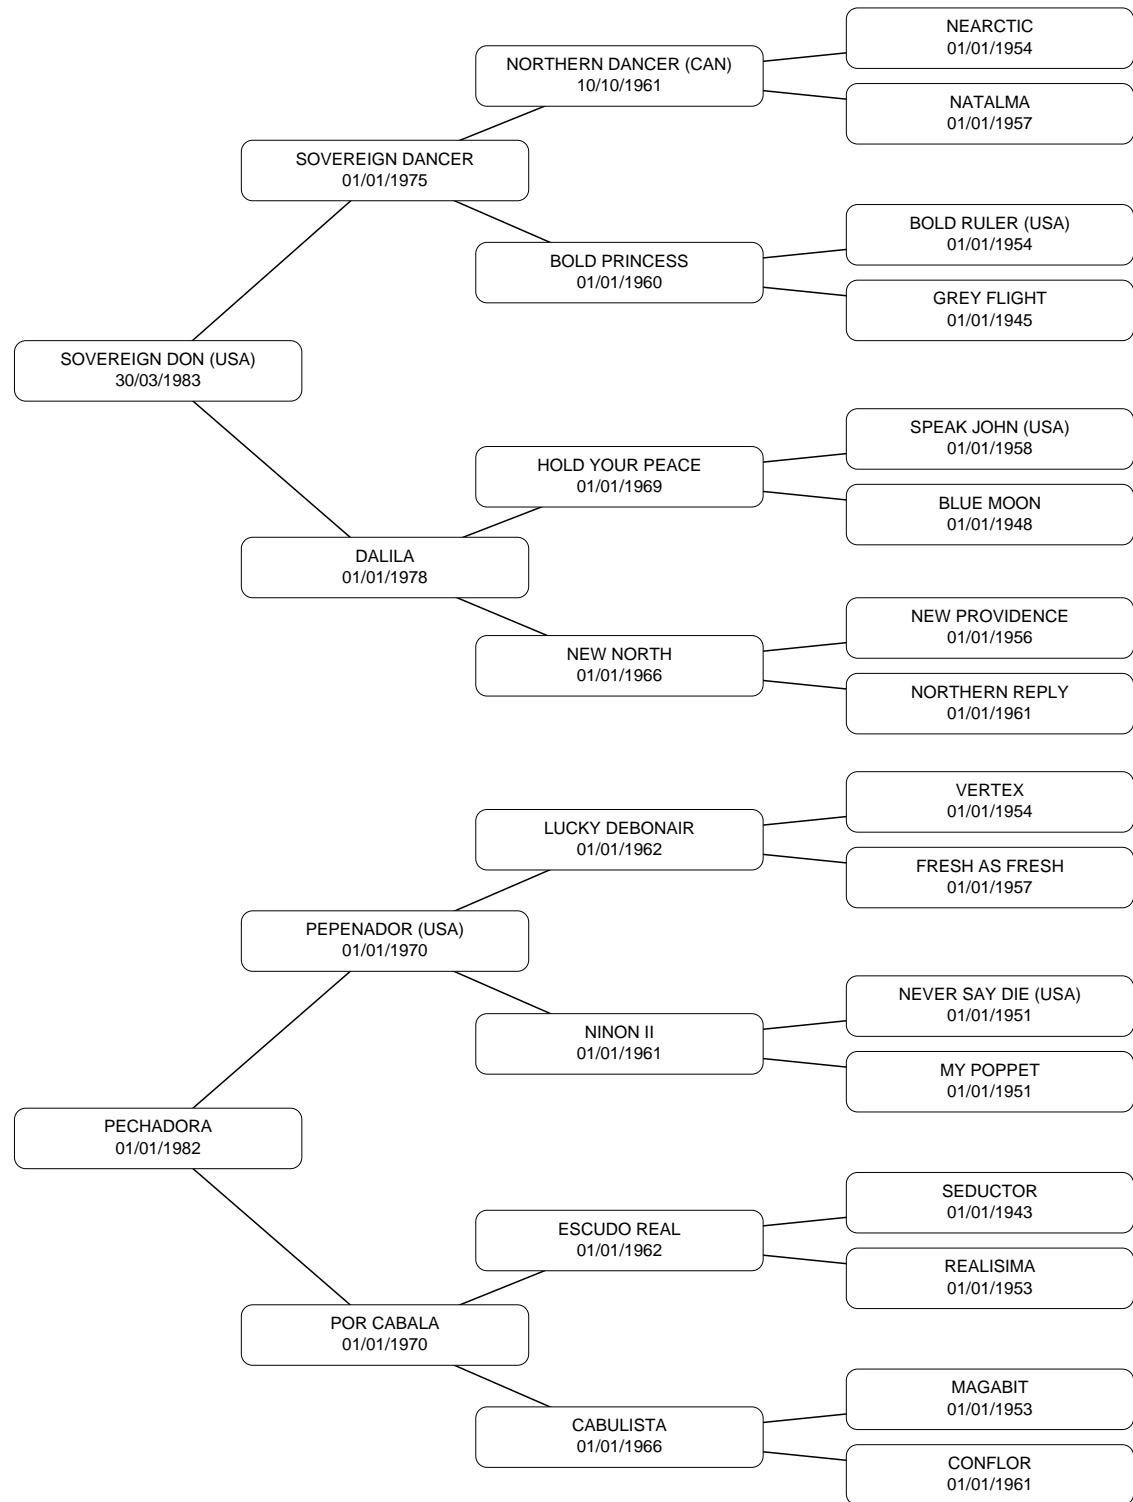 NEARCTIC
01/01/1954
NORTHERN DANCER (CAN)
10/10/1961
NATALMA
01/01/1957
SOVEREIGN DANCER
01/01/1975
BOLD RULER (USA)
01/01/1954
BOLD PRINCESS
01/01/1960
GREY FLIGHT
01/01/1945
SOVEREIGN DON (USA)
30/03/1983
SPEAK JOHN (USA)
01/01/1958
HOLD YOUR PEACE
01/01/1969
BLUE MOON
01/01/1948
DALILA
01/01/1978
NEW PROVIDENCE
01/01/1956
NEW NORTH
01/01/1966
NORTHERN REPLY
01/01/1961
VERTEX
01/01/1954
LUCKY DEBONAIR
01/01/1962
FRESH AS FRESH
01/01/1957
PEPENADOR (USA)
01/01/1970
NEVER SAY DIE (USA)
01/01/1951
NINON II
01/01/1961
MY POPPET
01/01/1951
PECHADORA
01/01/1982
SEDUCTOR
01/01/1943
ESCUDO REAL
01/01/1962
REALISIMA
01/01/1953
POR CABALA
01/01/1970
MAGABIT
01/01/1953
CABULISTA
01/01/1966
CONFLOR
01/01/1961